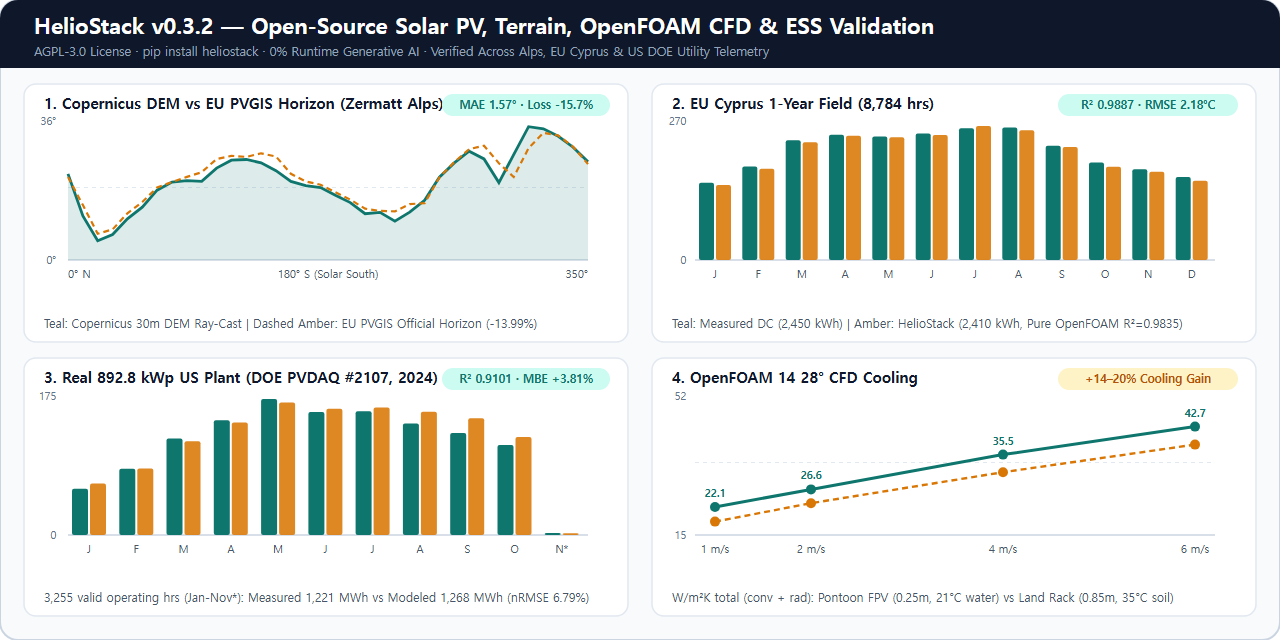 HelioStack v0.3.2 — Open-Source Solar PV, Terrain, OpenFOAM CFD & ESS Validation
AGPL-3.0 License · pip install heliostack · 0% Runtime Generative AI · Verified Across Alps, EU Cyprus & US DOE Utility Telemetry
1. Copernicus DEM vs EU PVGIS Horizon (Zermatt Alps)
MAE 1.57° · Loss -15.7%
36°
0°
0° N
180° S (Solar South)
350°
Teal: Copernicus 30m DEM Ray-Cast | Dashed Amber: EU PVGIS Official Horizon (-13.99%)
2. EU Cyprus 1-Year Field (8,784 hrs)
R² 0.9887 · RMSE 2.18°C
270
0
J F M A M J J A S O N D
Teal: Measured DC (2,450 kWh) | Amber: HelioStack (2,410 kWh, Pure OpenFOAM R²=0.9835)
3. Real 892.8 kWp US Plant (DOE PVDAQ #2107, 2024)
R² 0.9101 · MBE +3.81%
175
0
J F M A M J J A S O N*
3,255 valid operating hrs (Jan-Nov*): Measured 1,221 MWh vs Modeled 1,268 MWh (nRMSE 6.79%)
4. OpenFOAM 14 28° CFD Cooling
+14–20% Cooling Gain
52
15
22.1
26.6
35.5
42.7
1 m/s
2 m/s
4 m/s
6 m/s
W/m²K total (conv + rad): Pontoon FPV (0.25m, 21°C water) vs Land Rack (0.85m, 35°C soil)